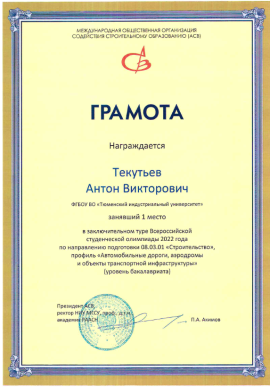 МЕЖДУНАРОДНАЯ ОБЩЕСТВЕННАЯ ОРГАНИЗАЦИЯ
СОДЕЙСТВИЯ СТРОИТЕЛЬНОМУ ОБРАЗОВАНИЮ (АСВ)
ГРАМОТА
Награждается
Текутьев
Антон Викторович
ФГБОУ ВО «Тюменский индустриальный университет»
занявший 1 место
в заключительном туре Всероссийской
студенческой олимпиады 2022 года
по направлению подготовки 08.03.01 «Строительство»,
профиль «Автомобильные дороги, аэродромы
и объекты транспортной инфраструктуры»
(уровень бакалавриата)
Президент АСВ,
ректор НИУ МГСУ, проф., д.т.н.,
академик РААСН
П.А. Акимов